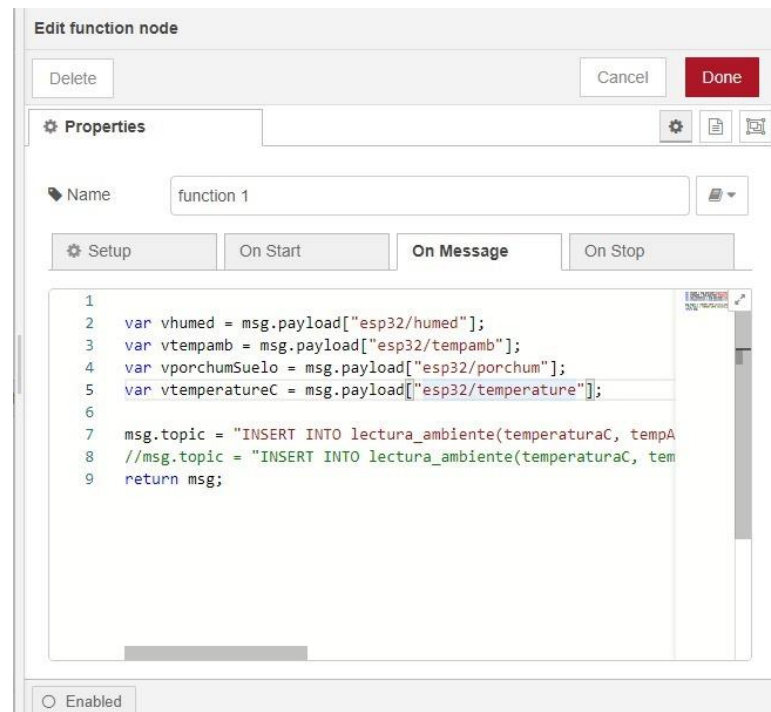 Edit function node
Delete
Cancel
Done
Properties
Name
function 1
Setup
On Start
On Message
On Stop
1
2 var vhumed = msg.payload["esp32/humed"];
3 var vtempamb = msg.payload["esp32/tempamb"];
4 var vporchumSuelo = msg.payload["esp32/porchum"];
5 var vtemperatureC = msg.payload["esp32/temperature"];
6
7 msg.topic = "INSERT INTO lectura_ambiente(temperaturaC, tempA
8 //msg.topic = "INSERT INTO lectura_ambiente(temperaturaC, tem
9 return msg;
Enabled